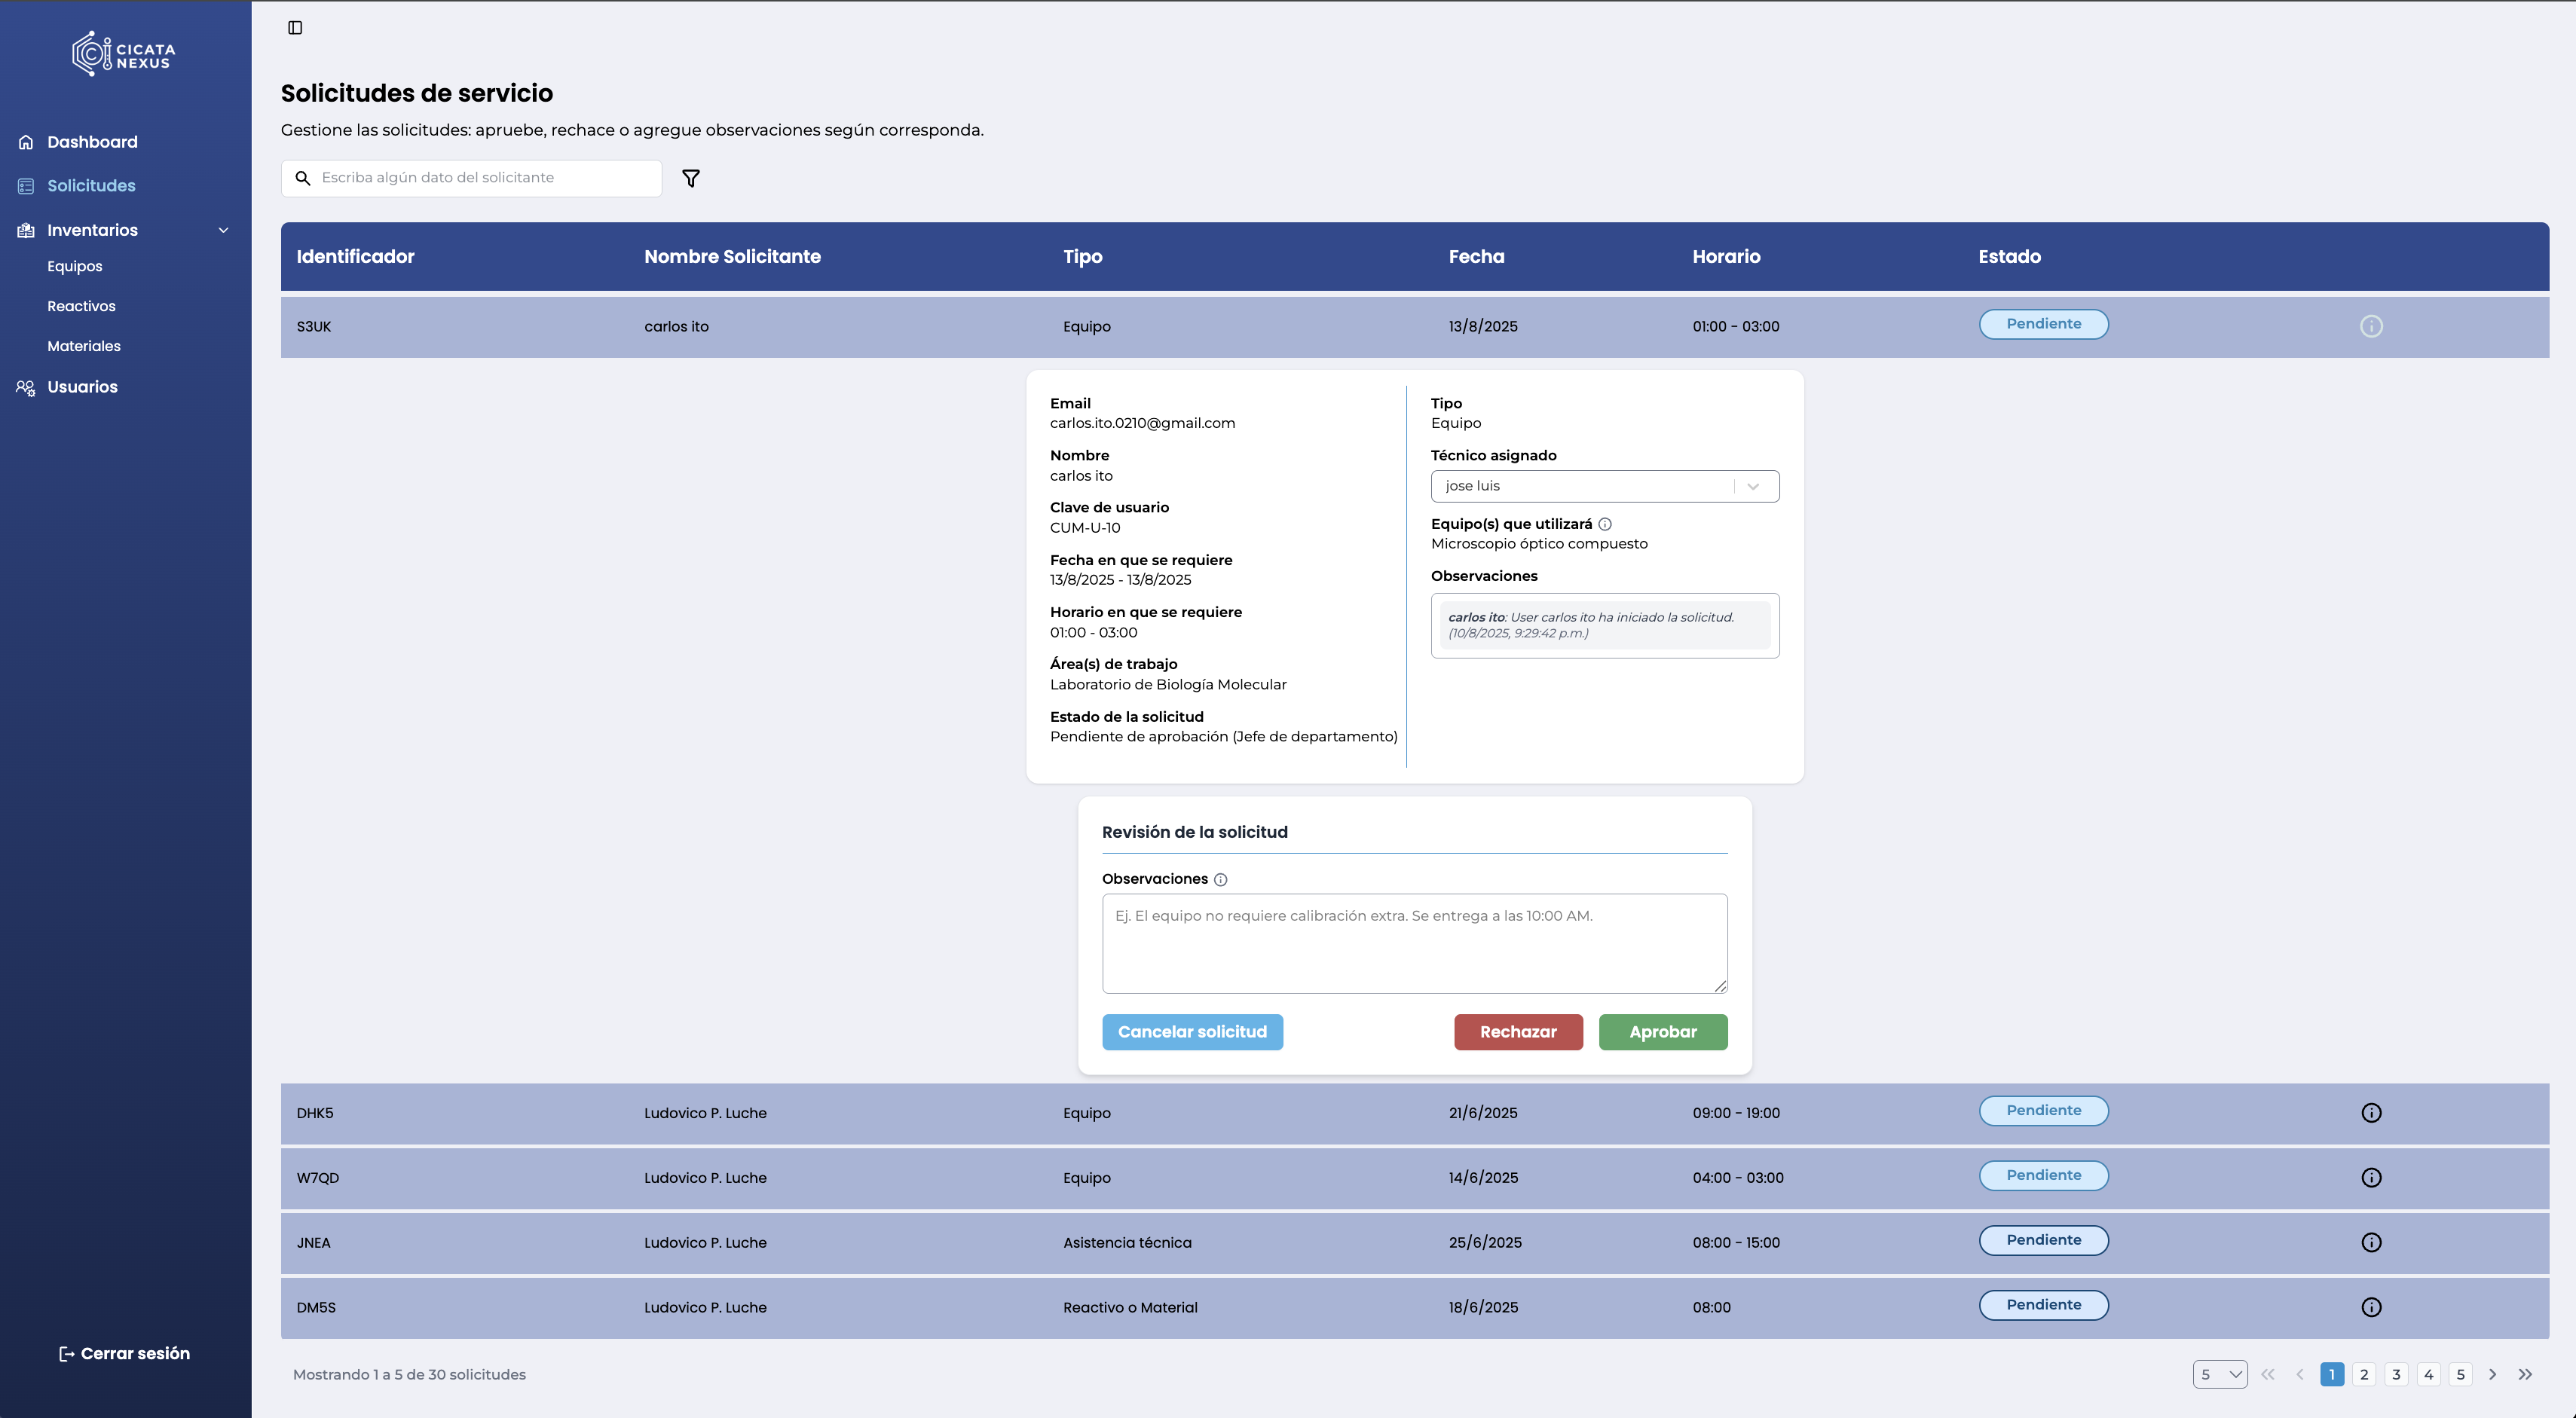 CICATA
NEXUS
Dashboard
Solicitudes
Inventarios
Equipos
Reactivos
Materiales
Usuarios
Cerrar sesión
Solicitudes de servicio
Gestione las solicitudes: apruebe, rechace o agregue observaciones según corresponda.
Escriba algún dato del solicitante
Identificador Nombre Solicitante Tipo Fecha Horario Estado
S3UK carlos ito Equipo 13/8/2025 01:00 - 03:00 Pendiente
Email
carlos.ito.0210@gmail.com
Nombre
carlos ito
Clave de usuario
CUM-U-10
Fecha en que se requiere
13/8/2025 - 13/8/2025
Horario en que se requiere
01:00 - 03:00
Área(s) de trabajo
Laboratorio de Biología Molecular
Estado de la solicitud
Pendiente de aprobación (Jefe de departamento)
Tipo
Equipo
Técnico asignado
jose luis
Equipo(s) que utilizará
Microscopio óptico compuesto
Observaciones
carlos ito: User carlos ito ha iniciado la solicitud.
(10/8/2025, 9:29:42 p.m.)
Revisión de la solicitud
Observaciones
Ej. El equipo no requiere calibración extra. Se entrega a las 10:00 AM.
Cancelar solicitud Rechazar Aprobar
DHK5 Ludovico P. Luche Equipo 21/6/2025 09:00 - 19:00 Pendiente
W7QD Ludovico P. Luche Equipo 14/6/2025 04:00 - 03:00 Pendiente
JNEA Ludovico P. Luche Asistencia técnica 25/6/2025 08:00 - 15:00 Pendiente
DM5S Ludovico P. Luche Reactivo o Material 18/6/2025 08:00 Pendiente
Mostrando 1 a 5 de 30 solicitudes 5 1 2 3 4 5